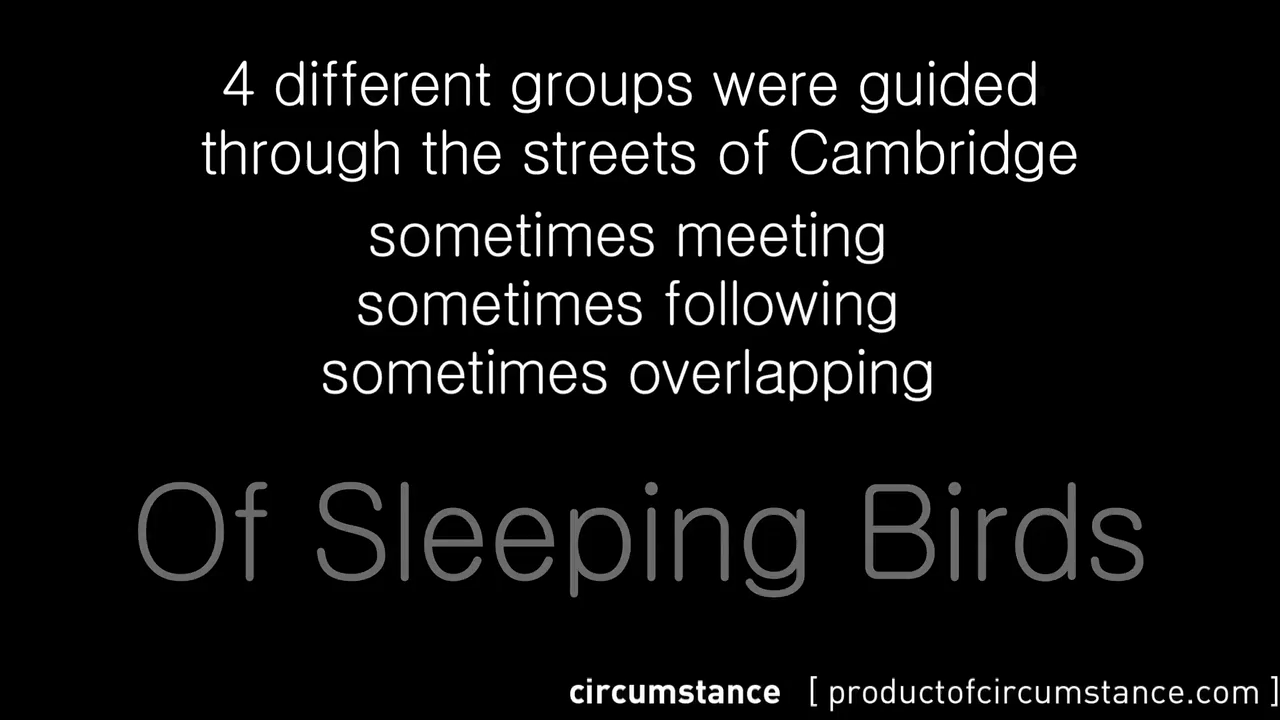 4 different groups were guided
through the streets of Cambridge
sometimes meeting
sometimes following
sometimes overlapping
Of Sleeping Birds
circumstance [ productofcircumstance.com ]